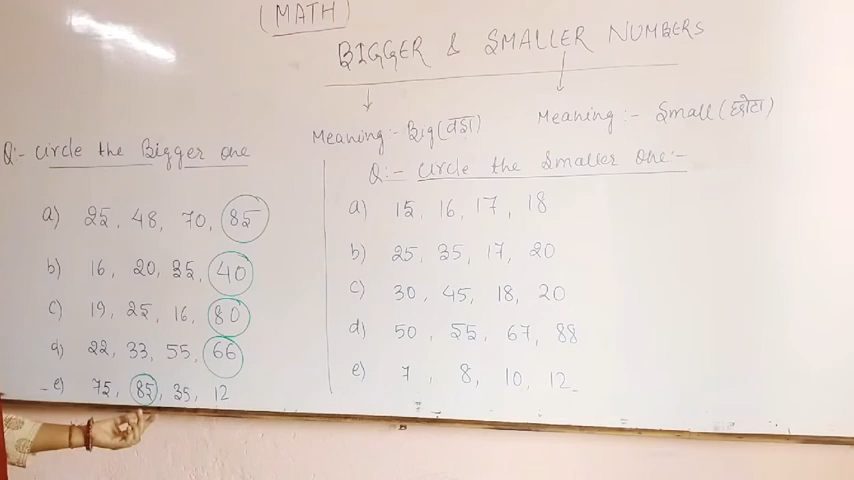 (MATH)
BIGGER & SMALLER NUMBERS
Meaning:- Big(बड़ा)
Meaning:- Small(छोटा)
Q:- circle the Bigger one
a) 25, 48, 70, 85
b) 16, 20, 35, 40
c) 19, 25, 16, 80
d) 22, 33, 55, 66
e) 75, 85, 35, 12
Q:- circle the Smaller one:-
a) 15, 16, 17, 18
b) 25, 35, 17, 20
c) 30, 45, 18, 20
d) 50, 55, 67, 88
e) 7, 8, 10, 12